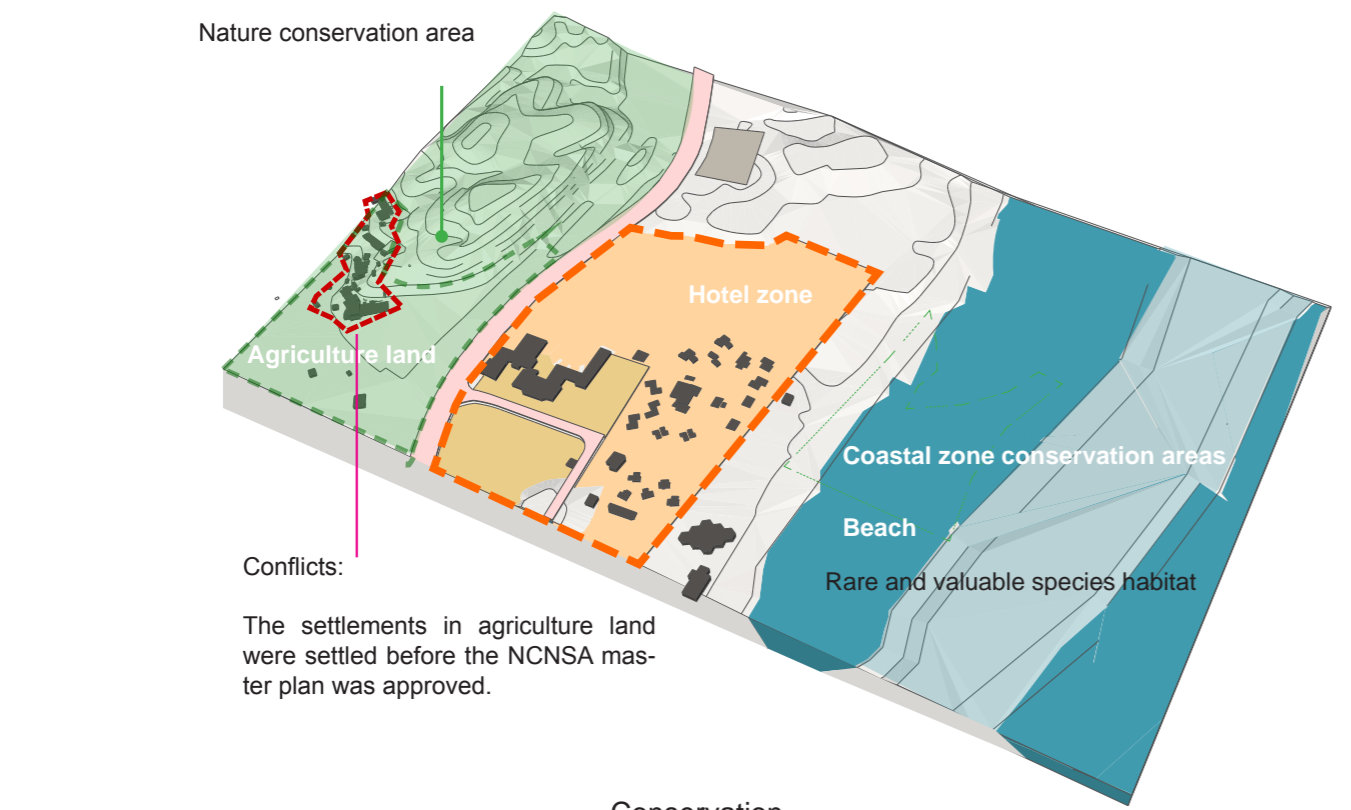 Nature conservation area
Hotel zone
Agriculture land
Coastal zone conservation areas
Beach
Rare and valuable species habitat
Conflicts:
The settlements in agriculture land
were settled before the NCNSA mas-
ter plan was approved.
Conservation